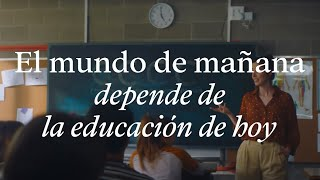 El mundo de mañana
depende de
la educación de hoy